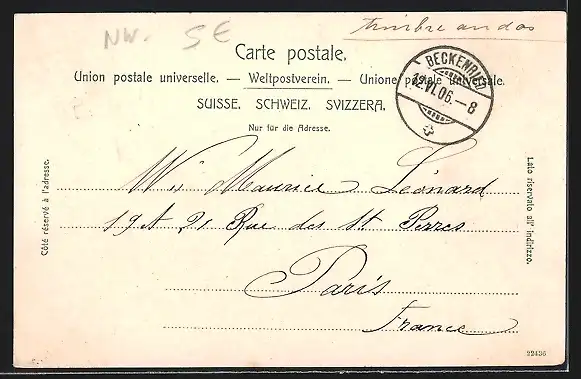 NW. S€
timbre au dos
Carte postale.
Union postale universelle. — Weltpostverein. — Unione postale universale.
SUISSE. SCHWEIZ. SVIZZERA.
Nur für die Adresse.
BECKENRIED
12.VI.06.–8
Côté réservé à l'adresse.
Lato riservato all' indirizzo.
Maurice Léonard
19 et 21 Rue des St. Peres
Paris
France
22436